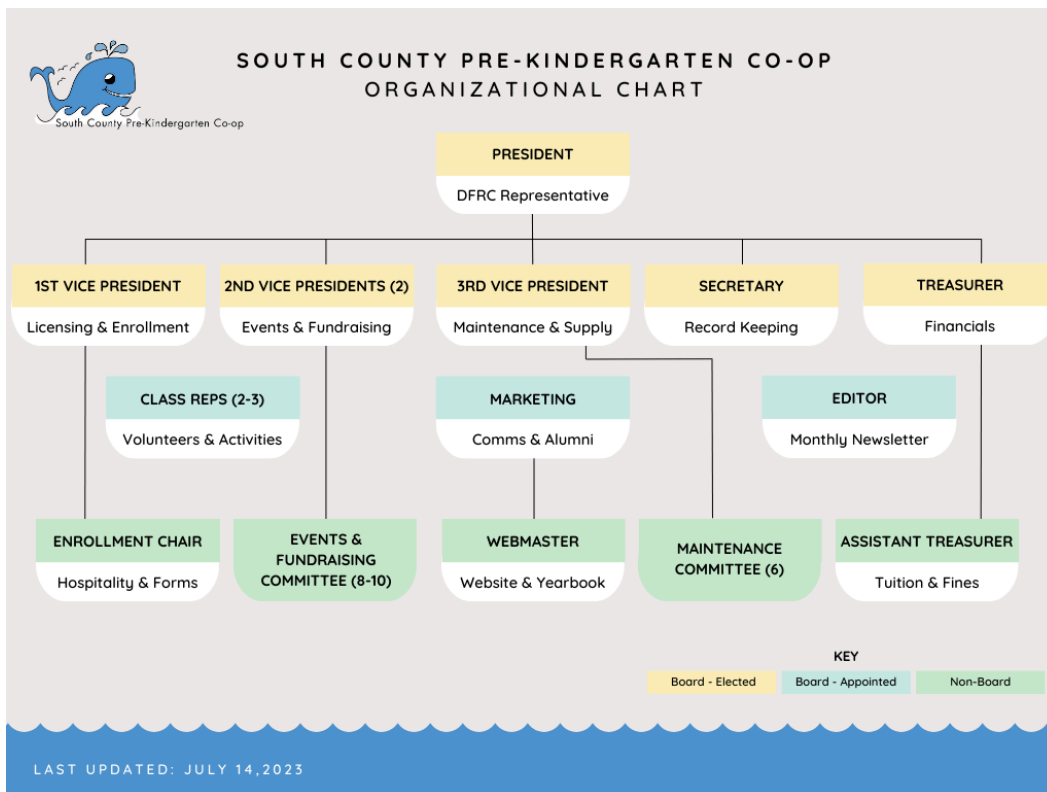 SOUTH COUNTY PRE-KINDERGARTEN CO-OP
ORGANIZATIONAL CHART
South County Pre-Kindergarten Co-op
PRESIDENT
DFRC Representative
1ST VICE PRESIDENT
Licensing & Enrollment
2ND VICE PRESIDENTS (2)
Events & Fundraising
3RD VICE PRESIDENT
Maintenance & Supply
SECRETARY
Record Keeping
TREASURER
Financials
CLASS REPS (2-3)
Volunteers & Activities
MARKETING
Comms & Alumni
EDITOR
Monthly Newsletter
ENROLLMENT CHAIR
Hospitality & Forms
EVENTS &
FUNDRAISING
COMMITTEE (8-10)
WEBMASTER
Website & Yearbook
MAINTENANCE
COMMITTEE (6)
ASSISTANT TREASURER
Tuition & Fines
KEY
Board - Elected
Board - Appointed
Non-Board
LAST UPDATED: JULY 14,2023